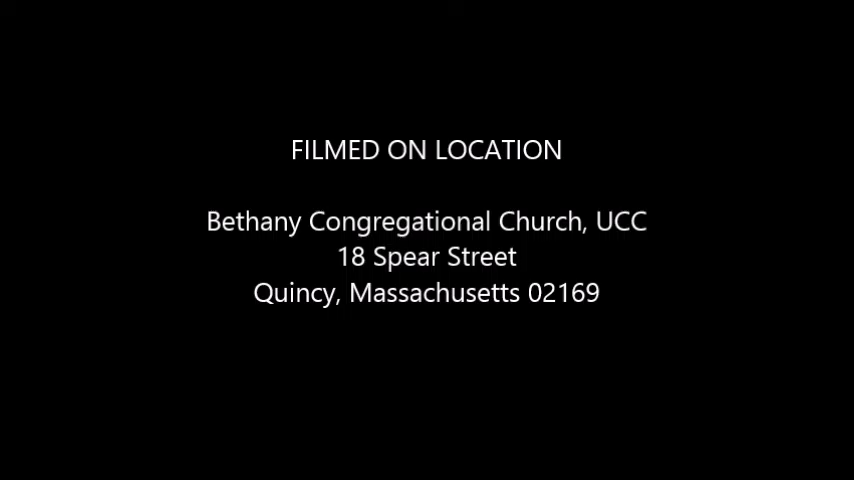 FILMED ON LOCATION
Bethany Congregational Church, UCC
18 Spear Street
Quincy, Massachusetts 02169